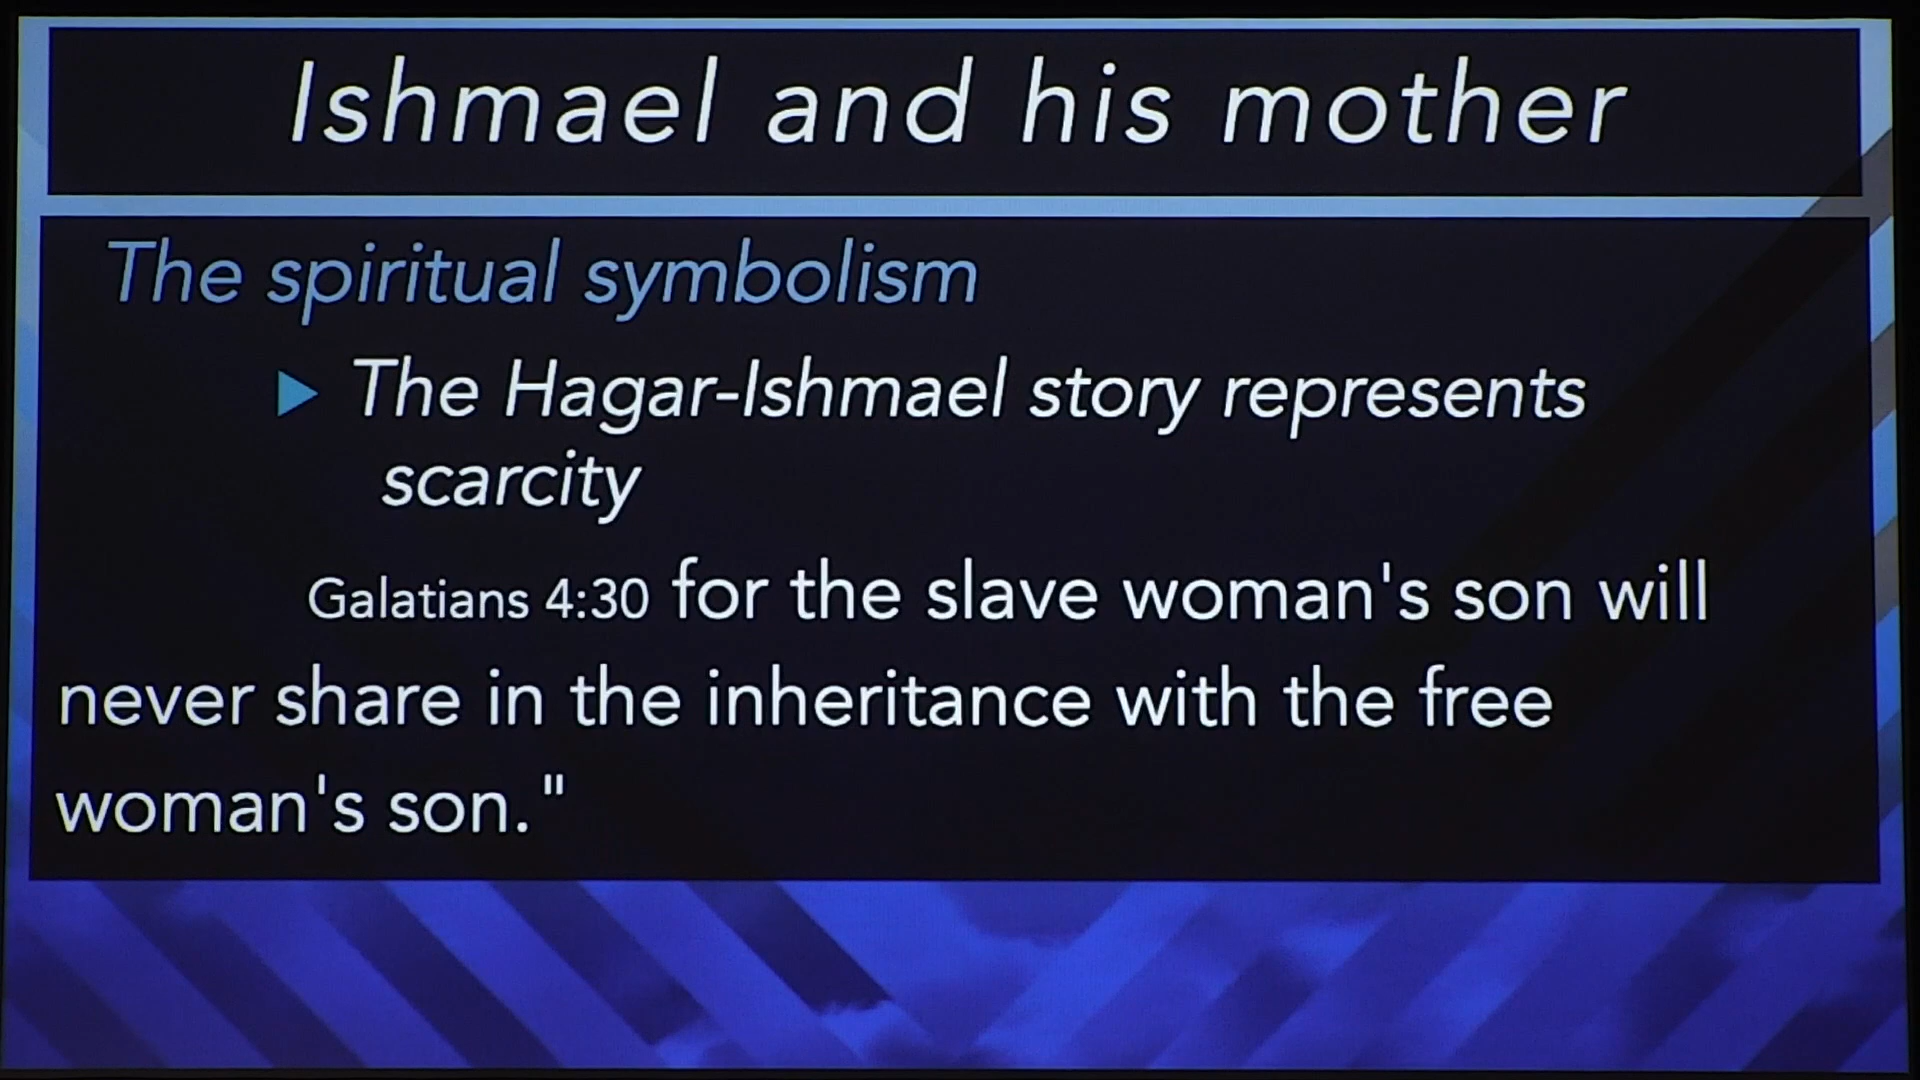 Ishmael and his mother
The spiritual symbolism
The Hagar-Ishmael story represents
scarcity
Galatians 4:30 for the slave woman's son will
never share in the inheritance with the free
woman's son."